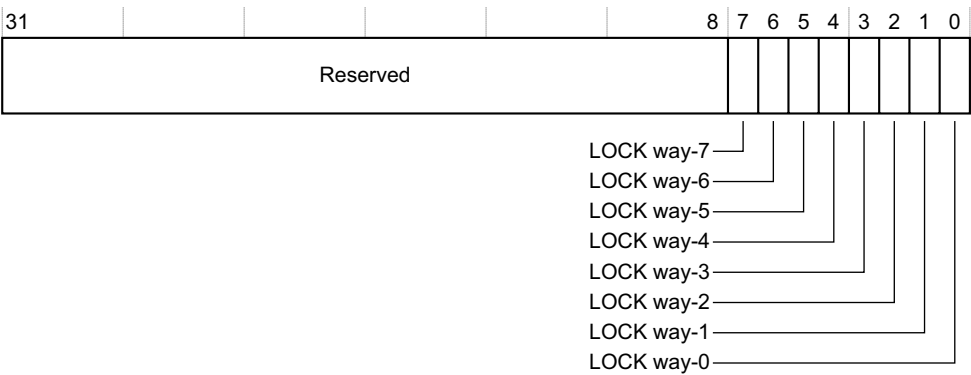 31 8 7 6 5 4 3 2 1 0
Reserved
LOCK way-7
LOCK way-6
LOCK way-5
LOCK way-4
LOCK way-3
LOCK way-2
LOCK way-1
LOCK way-0